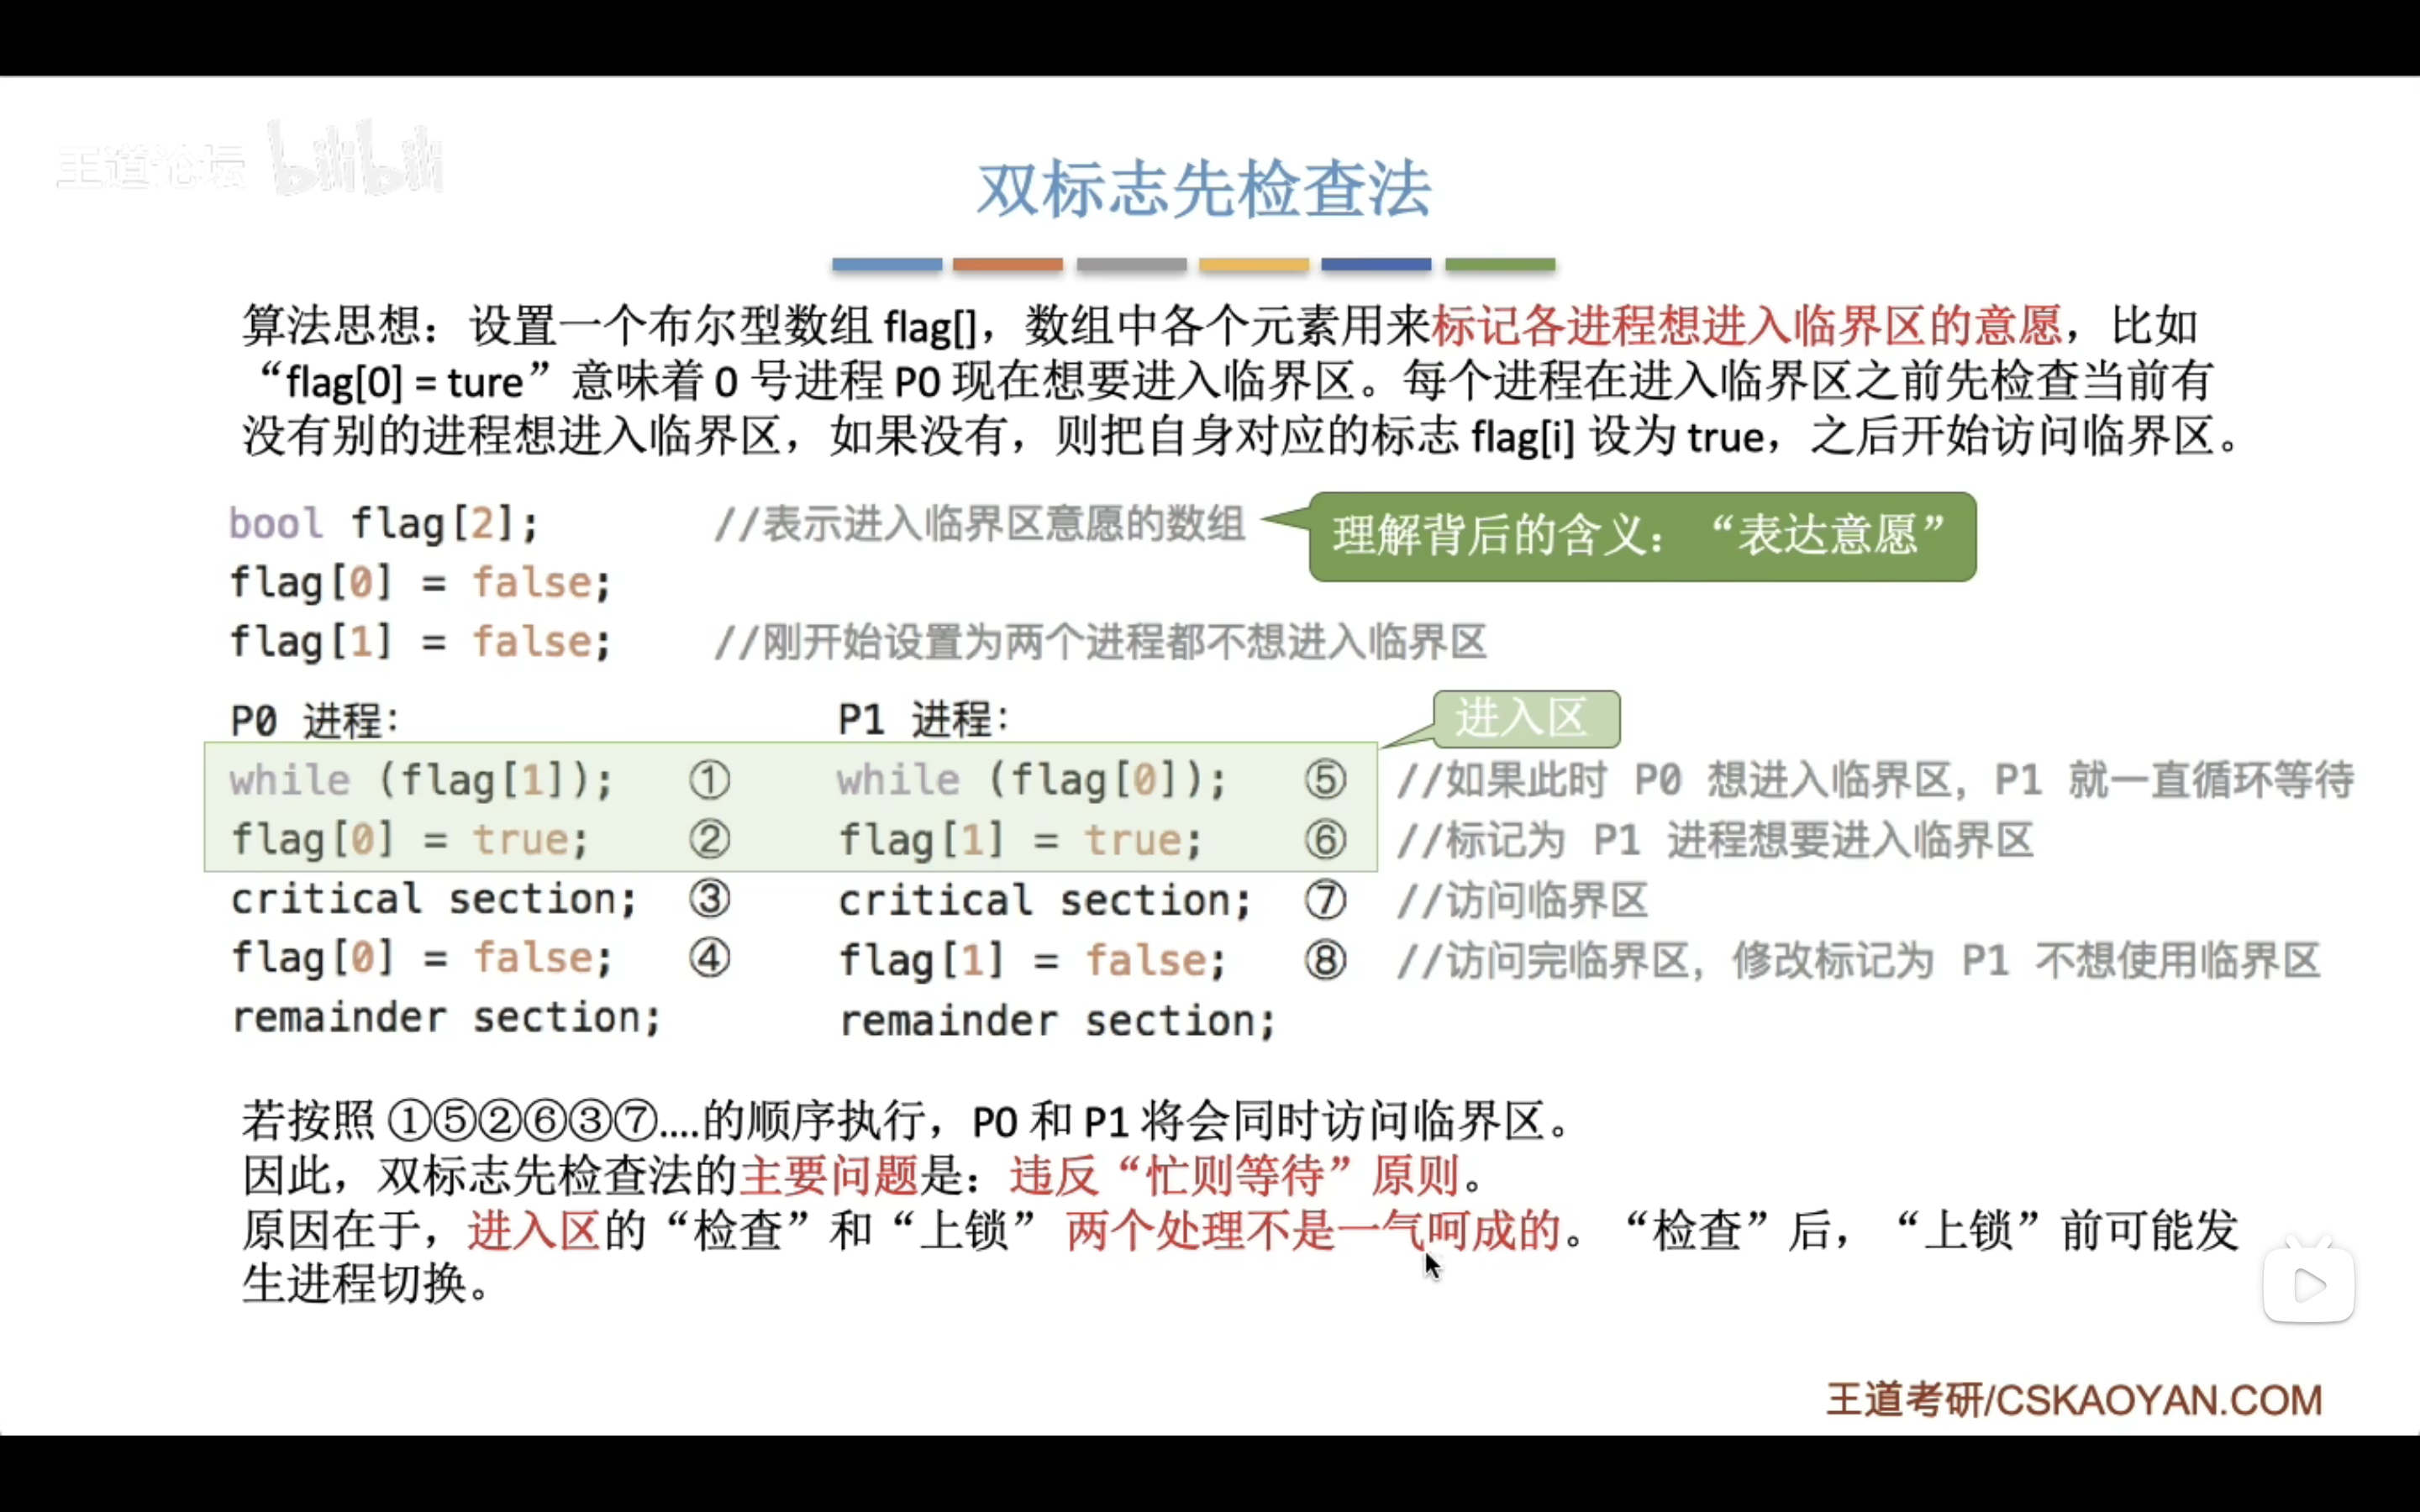 王道论坛 bilibili
双标志先检查法
算法思想：设置一个布尔型数组 flag[]，数组中各个元素用来标记各进程想进入临界区的意愿，比如
“flag[0] = ture”意味着 0 号进程 P0 现在想要进入临界区。每个进程在进入临界区之前先检查当前有
没有别的进程想进入临界区，如果没有，则把自身对应的标志 flag[i] 设为 true，之后开始访问临界区。
bool flag[2]; //表示进入临界区意愿的数组
理解背后的含义：“表达意愿”
flag[0] = false;
flag[1] = false; //刚开始设置为两个进程都不想进入临界区
P0 进程： P1 进程：
进入区
while (flag[1]); ① while (flag[0]); ⑤ //如果此时 P0 想进入临界区，P1 就一直循环等待
flag[0] = true; ② flag[1] = true; ⑥ //标记为 P1 进程想要进入临界区
critical section; ③ critical section; ⑦ //访问临界区
flag[0] = false; ④ flag[1] = false; ⑧ //访问完临界区，修改标记为 P1 不想使用临界区
remainder section; remainder section;
若按照 ①⑤②⑥③⑦....的顺序执行，P0 和 P1 将会同时访问临界区。
因此，双标志先检查法的主要问题是：违反“忙则等待”原则。
原因在于，进入区的“检查”和“上锁” 两个处理不是一气呵成的。“检查”后，“上锁”前可能发
生进程切换。
王道考研/CSKAOYAN.COM